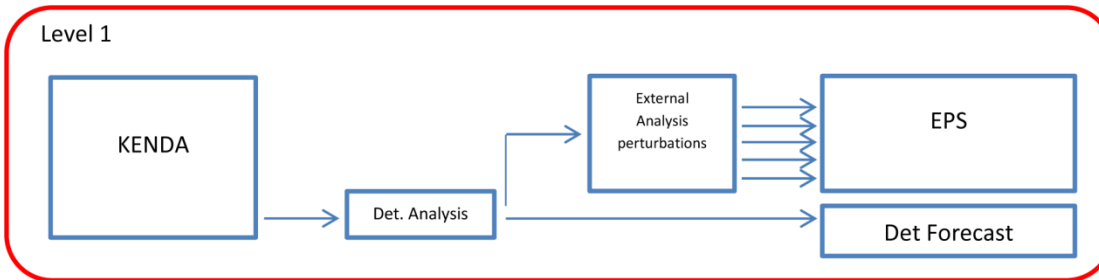 Level 1
KENDA
Det. Analysis
External
Analysis
perturbations
EPS
Det Forecast